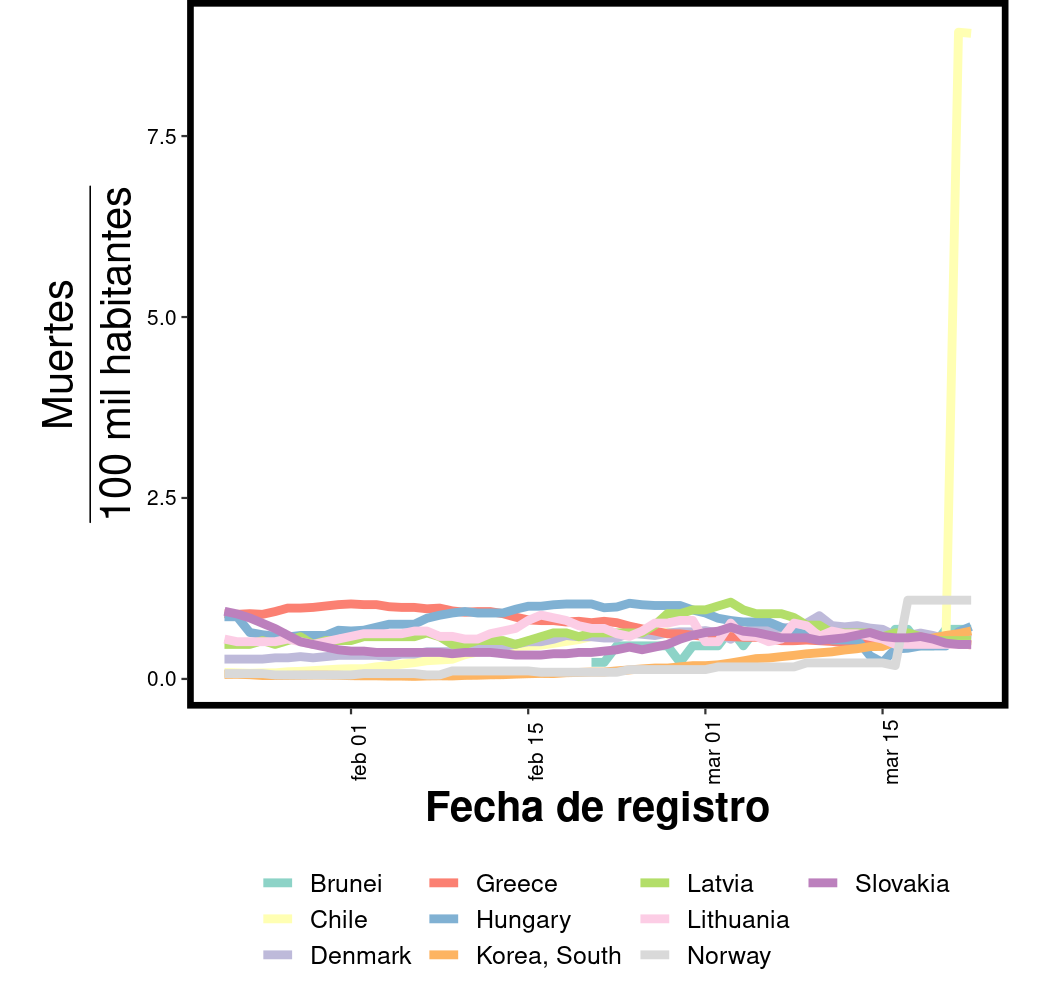 Muertes
100 mil habitantes
7.5
5.0
2.5
0.0
feb 01
feb 15
mar 01
mar 15
Fecha de registro
Brunei
Greece
Latvia
Slovakia
Chile
Hungary
Lithuania
Denmark
Korea, South
Norway